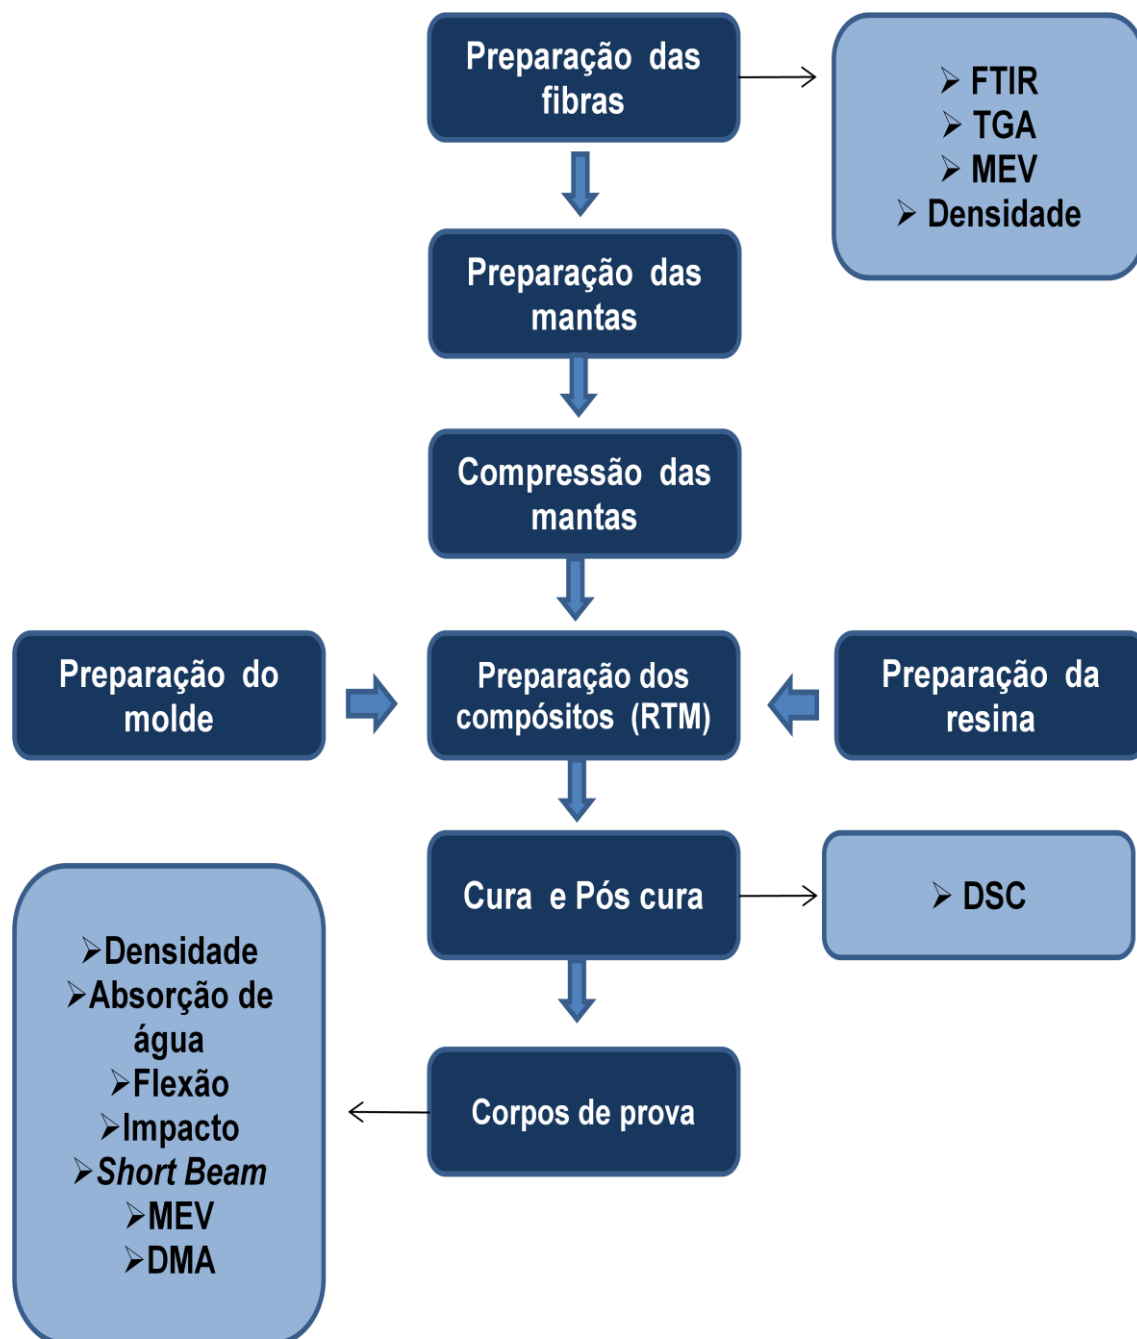 Preparação das
fibras
➢ FTIR
➢ TGA
➢ MEV
➢ Densidade
Preparação das
mantas
Compressão das
mantas
Preparação do
molde
Preparação dos
compósitos (RTM)
Preparação da
resina
Cura e Pós cura
➢ DSC
➢Densidade
➢Absorção de
água
➢Flexão
➢Impacto
➢Short Beam
➢MEV
➢DMA
Corpos de prova